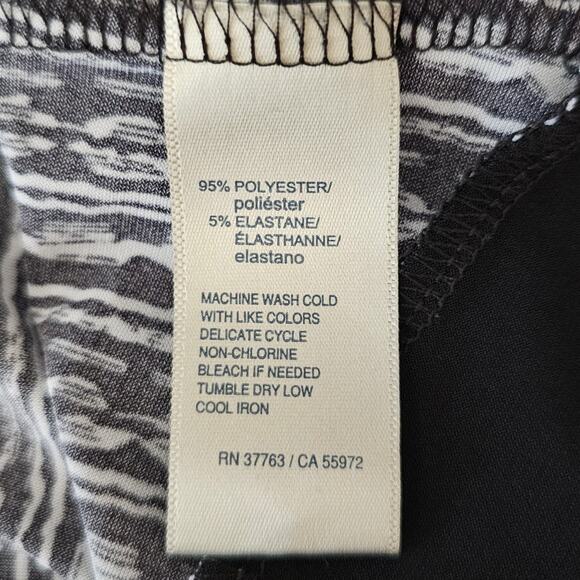 95% POLYESTER/
poliéster
5% ELASTANE/
ÉLASTHANNE/
elastano
MACHINE WASH COLD
WITH LIKE COLORS
DELICATE CYCLE
NON-CHLORINE
BLEACH IF NEEDED
TUMBLE DRY LOW
COOL IRON
RN 37763 / CA 55972